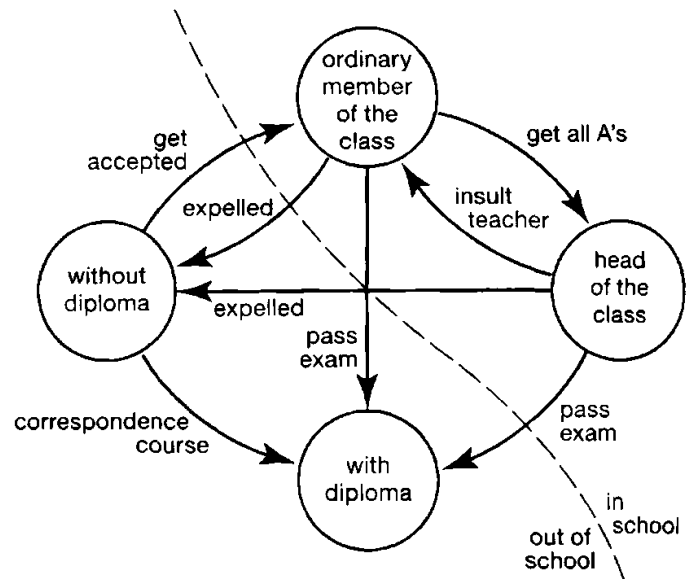 ordinary
member
of the
class
get
accepted
get all A's
expelled
insult
teacher
without
diploma
head
of the
class
expelled
pass
exam
correspondence
course
pass
exam
with
diploma
in
school
out of
school